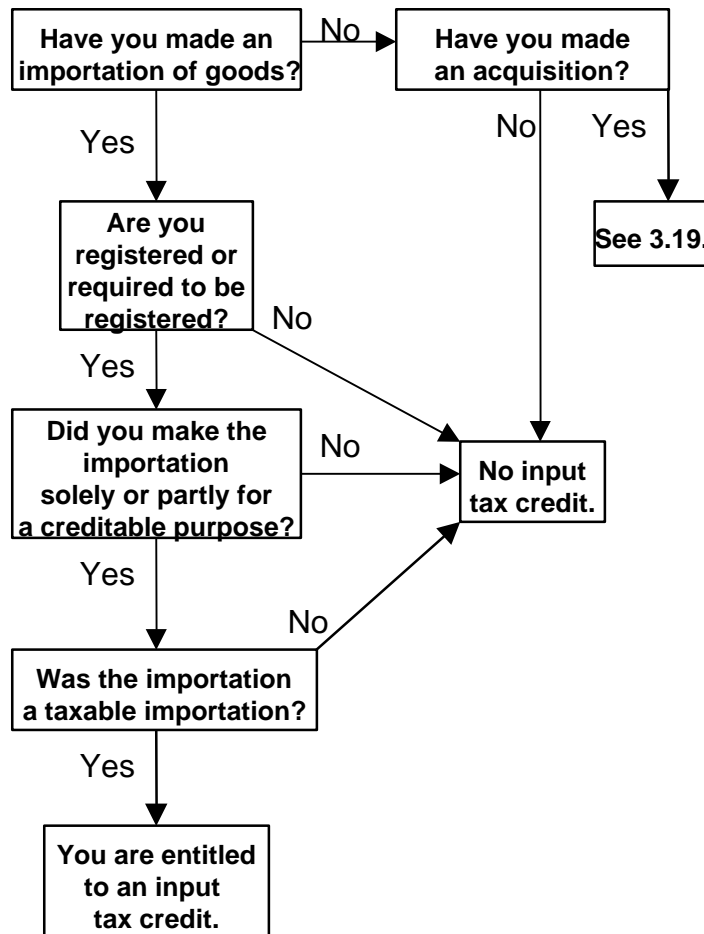 Have you made an
importation of goods?
No
Have you made
an acquisition?
Yes
No
Yes
Are you
registered or
required to be
registered?
See 3.19.
No
Yes
Did you make the
importation
solely or partly for
a creditable purpose?
No
No input
tax credit.
Yes
No
Was the importation
a taxable importation?
Yes
You are entitled
to an input
tax credit.